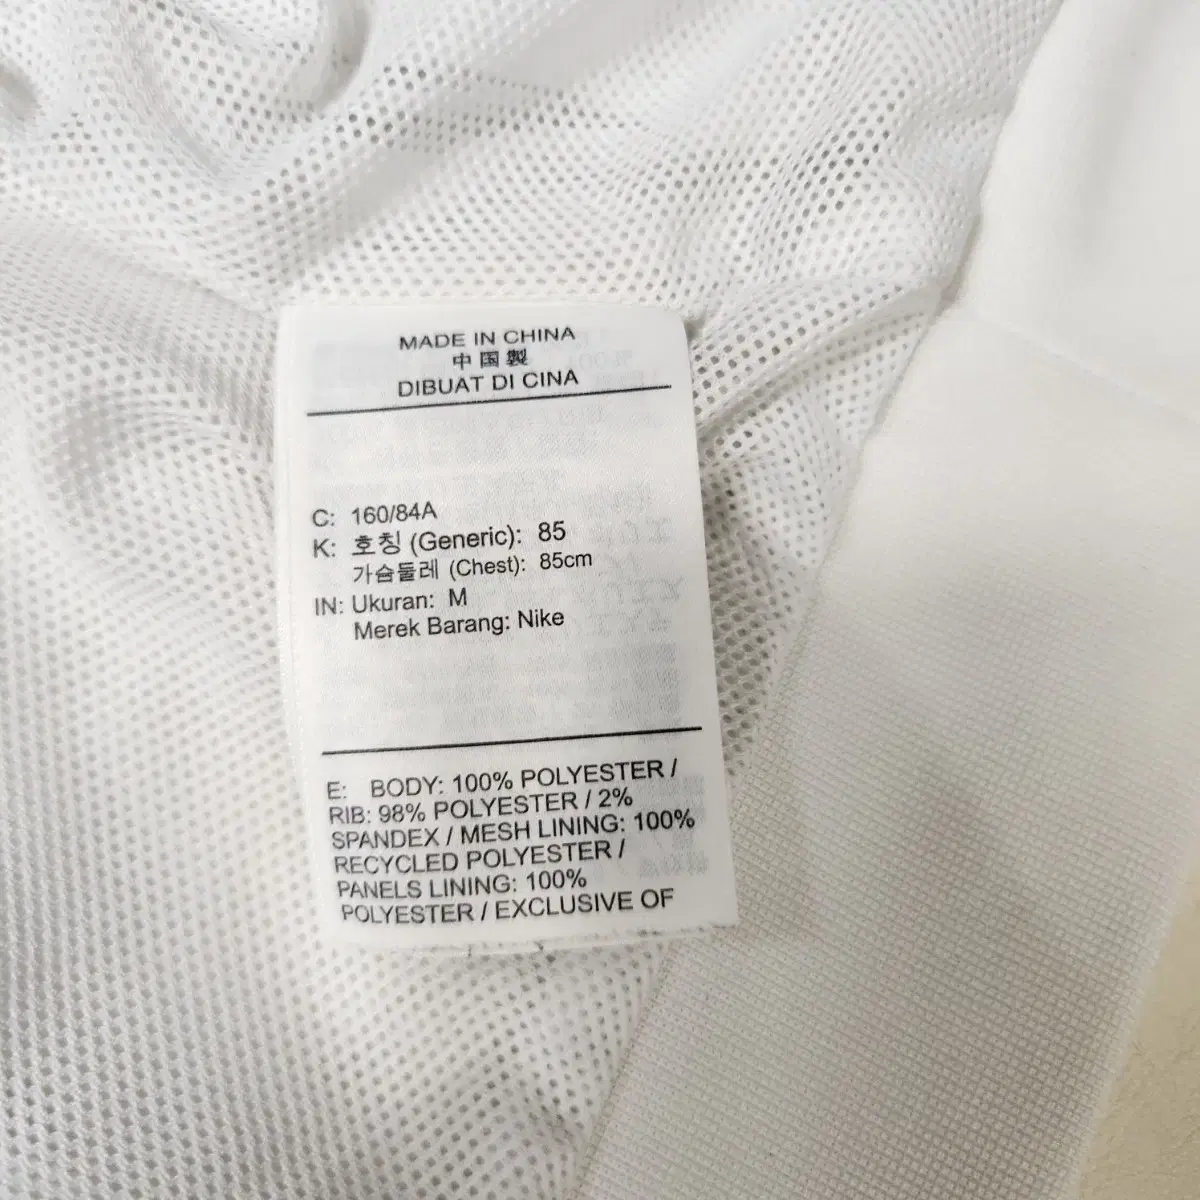 MADE IN CHINA
中国製
DIBUAT DI CINA
C: 160/84A
K: 호칭 (Generic): 85
가슴둘레 (Chest): 85cm
IN: Ukuran: M
Merek Barang: Nike
E: BODY: 100% POLYESTER /
RIB: 98% POLYESTER / 2%
SPANDEX / MESH LINING: 100%
RECYCLED POLYESTER /
PANELS LINING: 100%
POLYESTER / EXCLUSIVE OF